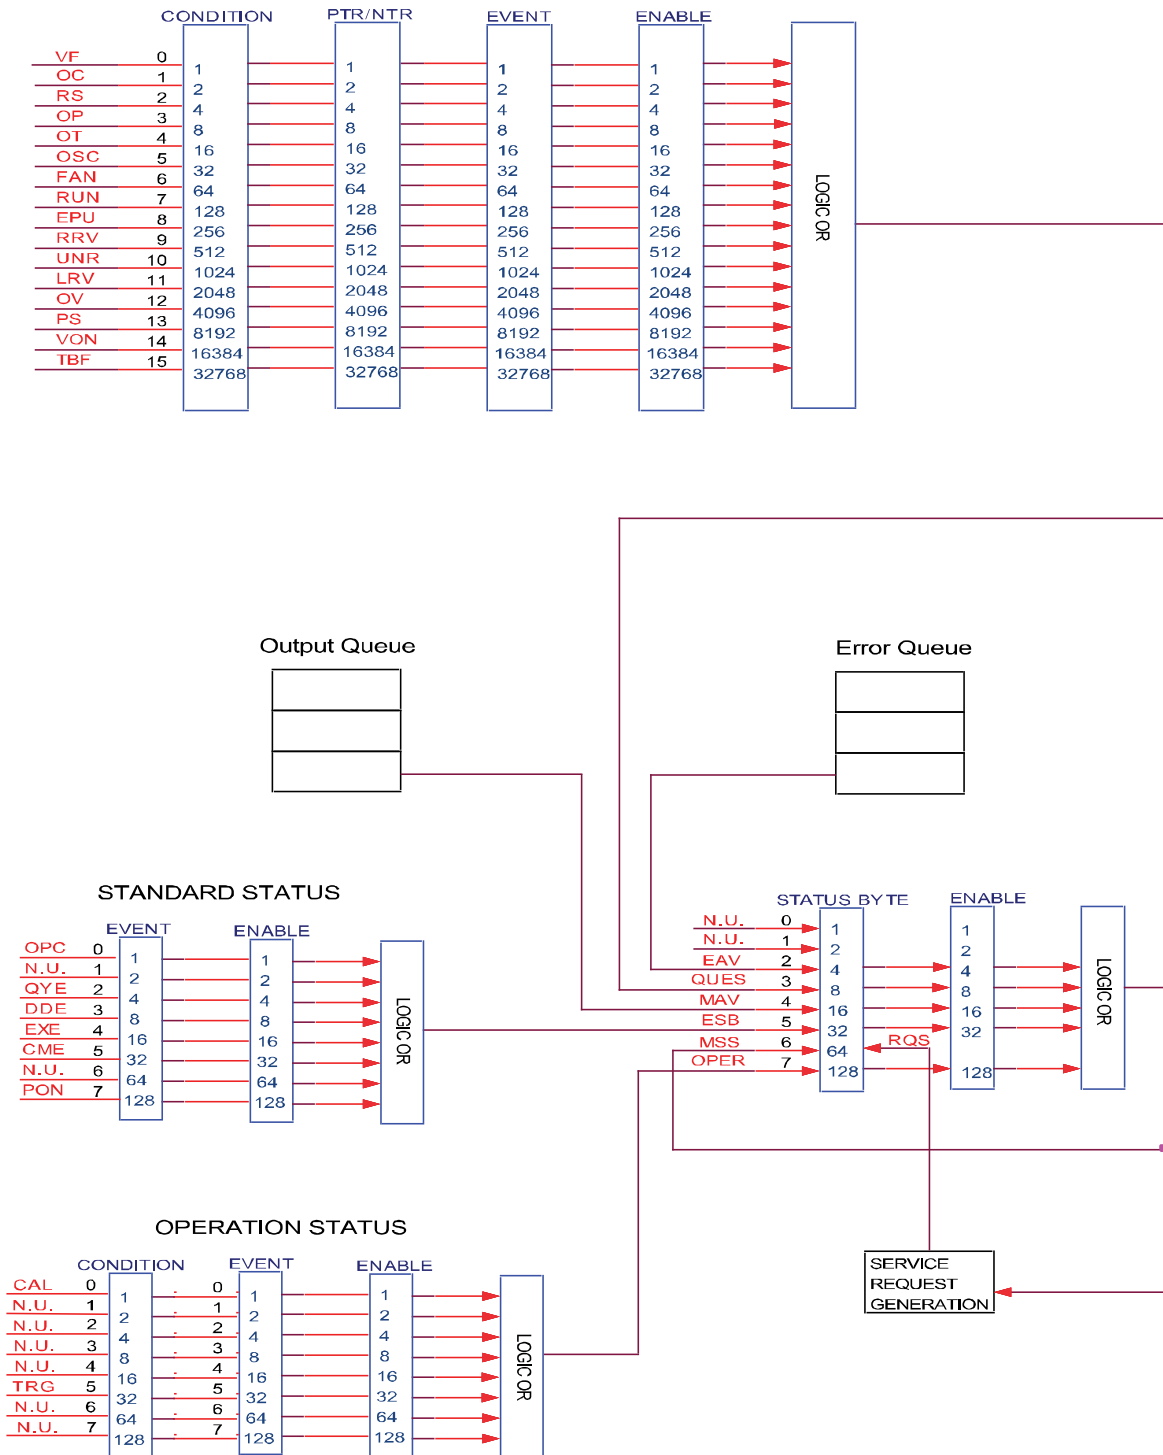 CONDITION PTR/NTR EVENT ENABLE
VF 0 1 1 1 1
OC 1 2 2 2 2
RS 2 4 4 4 4
OP 3 8 8 8 8
OT 4 16 16 16 16
OSC 5 32 32 32 32
FAN 6 64 64 64 64
RUN 7 128 128 128 128
EPU 8 256 256 256 256
RRV 9 512 512 512 512
UNR 10 1024 1024 1024 1024
LRV 11 2048 2048 2048 2048
OV 12 4096 4096 4096 4096
PS 13 8192 8192 8192 8192
VON 14 16384 16384 16384 16384
TBF 15 32768 32768 32768 32768
LOGIC OR
Output Queue
Error Queue
STANDARD STATUS
EVENT ENABLE
OPC 0 1 1
N.U. 1 2 2
QYE 2 4 4
DDE 3 8 8
EXE 4 16 16
CME 5 32 32
N.U. 6 64 64
PON 7 128 128
LOGIC OR
STATUS BYTE ENABLE
N.U. 0 1 1
N.U. 1 2 2
EAV 2 4 4
QUES 3 8 8
MAV 4 16 16
ESB 5 32 32
MSS 6 64 RQS
OPER 7 128 128
LOGIC OR
SERVICE
REQUEST
GENERATION
OPERATION STATUS
CONDITION EVENT ENABLE
CAL 0 1 0 1 1
N.U. 1 2 1 2 2
N.U. 2 4 2 4 4
N.U. 3 8 3 8 8
N.U. 4 16 4 16 16
TRG 5 32 5 32 32
N.U. 6 64 6 64 64
N.U. 7 128 7 128 128
LOGIC OR